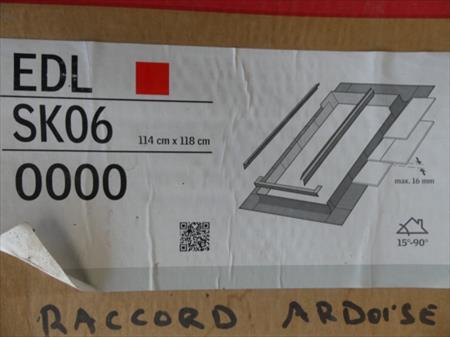 EDL
SK06 114 cm x 118 cm
0000
max. 16 mm
15°-90°
RACCORD ARDOISE